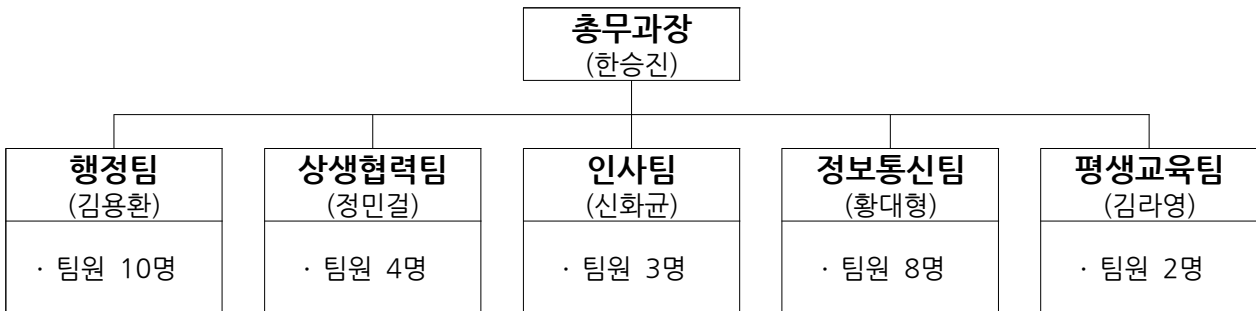 총무과장
(한승진)
행정팀
(김용환)
· 팀원 10명
상생협력팀
(정민걸)
· 팀원 4명
인사팀
(신화균)
· 팀원 3명
정보통신팀
(황대형)
· 팀원 8명
평생교육팀
(김라영)
· 팀원 2명